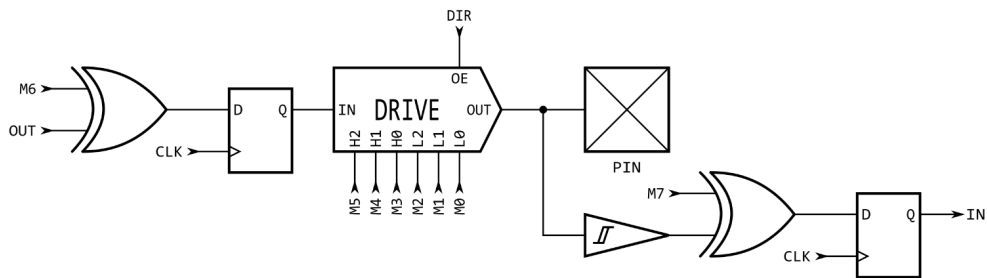 DIR
OE
M6
OUT
D
Q
CLK
IN
DRIVE
OUT
H2
H1
H0
L2
L1
L0
M5
M4
M3
M2
M1
M0
PIN
M7
D
Q
IN
CLK